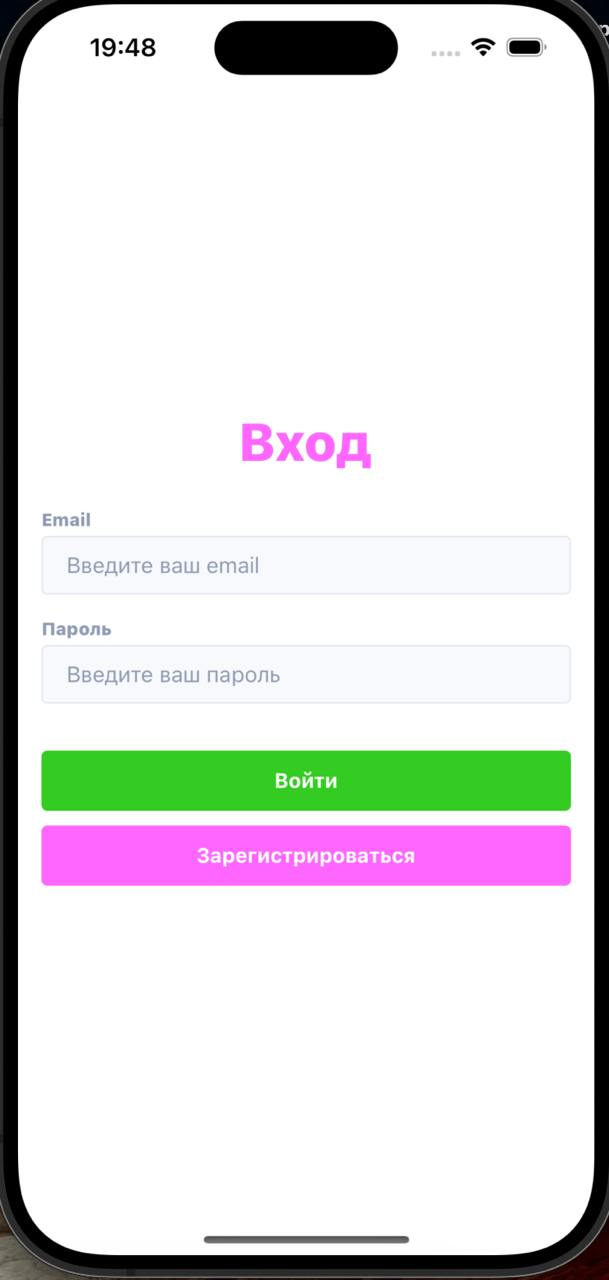 19:48
Вход
Email
Введите ваш email
Пароль
Введите ваш пароль
Войти
Зарегистрироваться